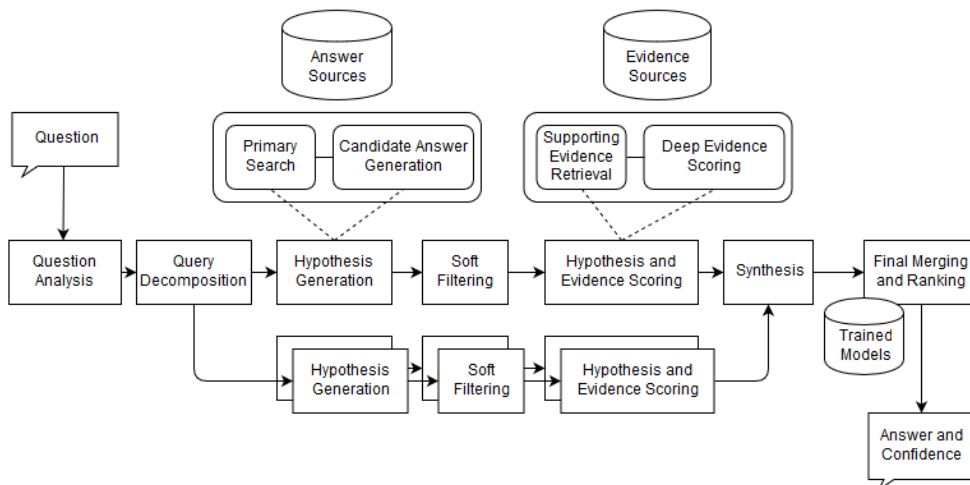 Answer
Sources
Evidence
Sources
Question
Primary
Search
Candidate Answer
Generation
Supporting
Evidence
Retrieval
Deep Evidence
Scoring
Question
Analysis
Query
Decomposition
Hypothesis
Generation
Soft
Filtering
Hypothesis and
Evidence Scoring
Synthesis
Final Merging
and Ranking
Trained
Models
Hypothesis
Generation
Soft
Filtering
Hypothesis and
Evidence Scoring
Answer and
Confidence